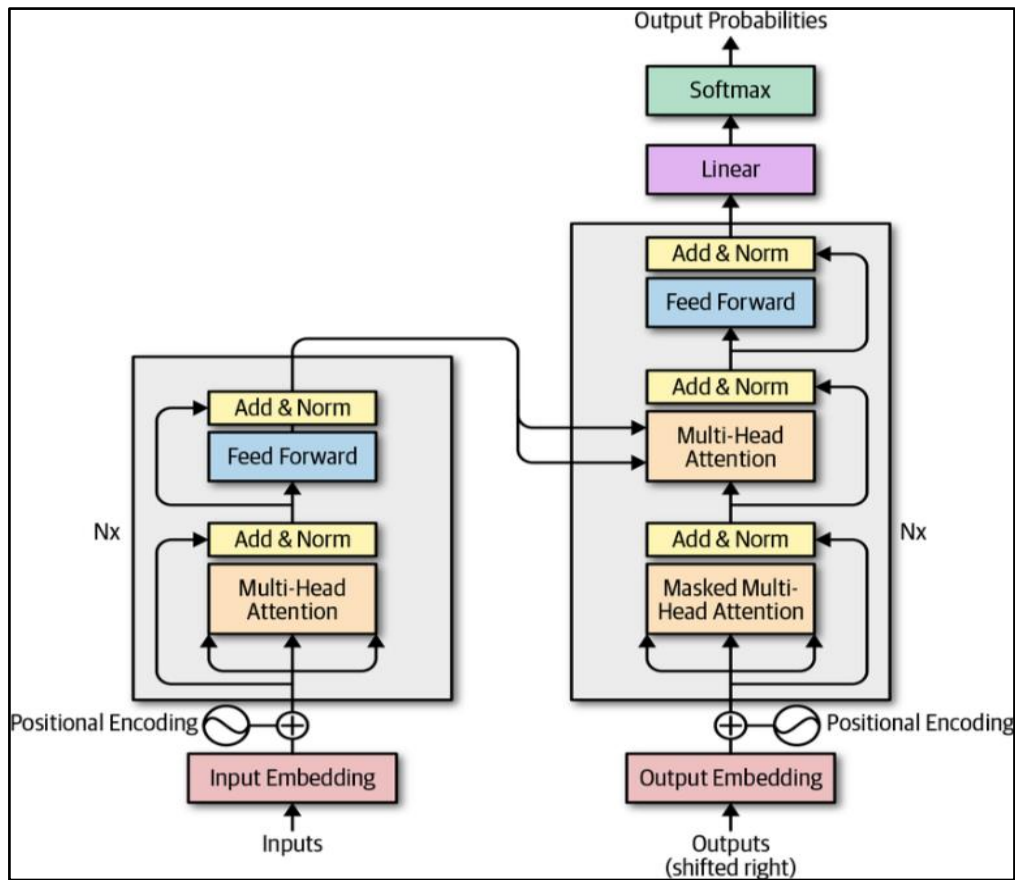 Output Probabilities
Softmax
Linear
Add & Norm
Feed Forward
Add & Norm
Multi-Head
Attention
Add & Norm
Masked Multi-
Head Attention
Nx
Add & Norm
Feed Forward
Add & Norm
Multi-Head
Attention
Nx
Positional Encoding
Positional Encoding
Input Embedding
Output Embedding
Inputs
Outputs
(shifted right)